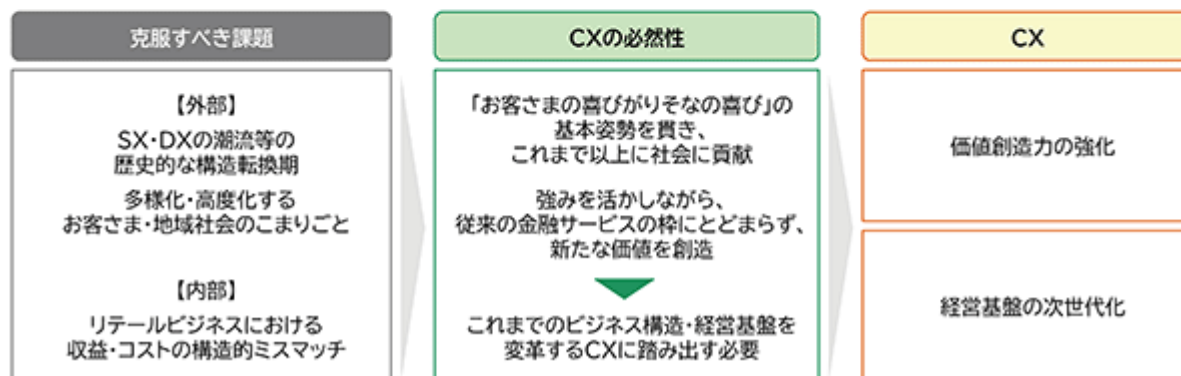 克服すべき課題
【外部】
SX・DXの潮流等の
歴史的な構造転換期
多様化・高度化する
お客さま・地域社会のこまりごと
【内部】
リテールビジネスにおける
収益・コストの構造的ミスマッチ
CXの必然性
「お客さまの喜びがりそなの喜び」の
基本姿勢を貫き、
これまで以上に社会に貢献
強みを活かしながら、
従来の金融サービスの枠にとどまらず、
新たな価値を創造
これまでのビジネス構造・経営基盤を
変革するCXに踏み出す必要
CX
価値創造力の強化
経営基盤の次世代化